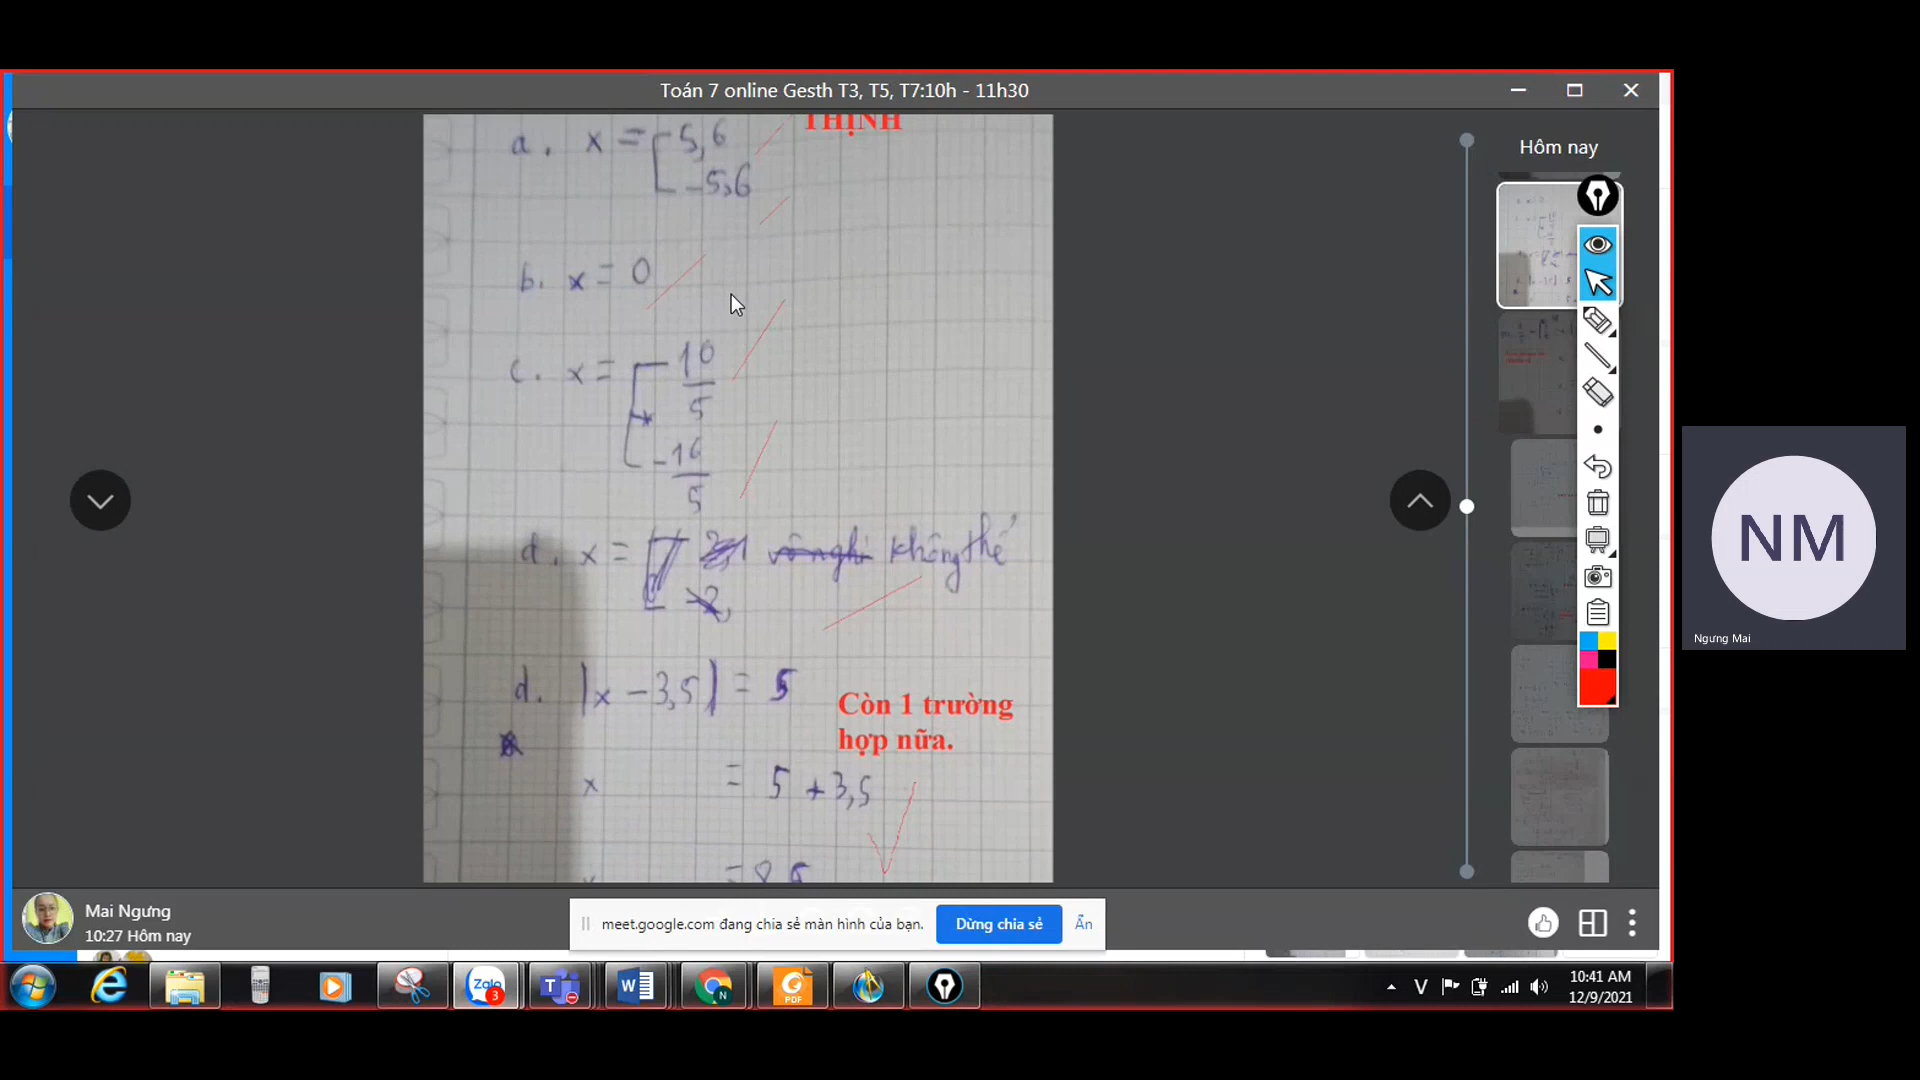 Toán 7 online Gesth T3, T5, T7:10h - 11h30
THỊNH
a. x = 5,6
-5,6
b. x = 0
c. x = 10
5
5
d. x = không thể
d. |x - 3,5| = 5
Còn 1 trường
hợp nữa.
x = 5 + 3,5
Hôm nay
NM
Ngưng Mai
Mai Ngưng
10:27 Hôm nay
meet.google.com đang chia sẻ màn hình của bạn.
Dừng chia sẻ
Ẩn
Zalo
3
T
W
N
PDF
V
10:41 AM
12/9/2021